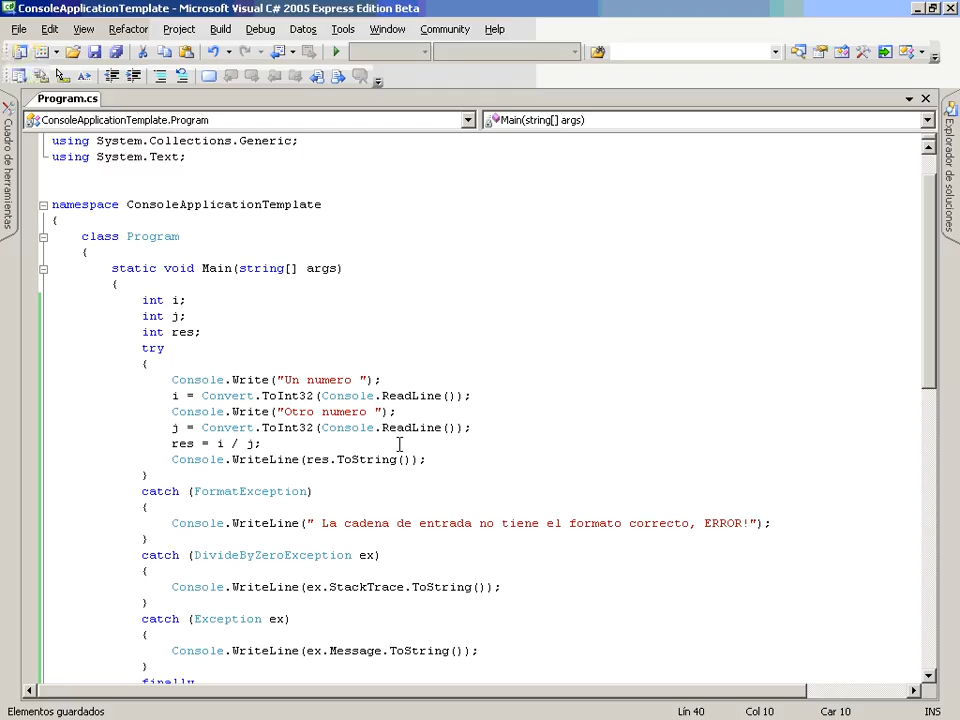 ConsoleApplicationTemplate - Microsoft Visual C# 2005 Express Edition Beta
File Edit View Refactor Project Build Debug Datos Tools Window Community Help
Program.cs
ConsoleApplicationTemplate.Program
Main(string[] args)
Cuadro de herramientas
Explorador de soluciones
using System.Collections.Generic;
using System.Text;
namespace ConsoleApplicationTemplate
{
class Program
{
static void Main(string[] args)
{
int i;
int j;
int res;
try
{
Console.Write("Un numero ");
i = Convert.ToInt32(Console.ReadLine());
Console.Write("Otro numero ");
j = Convert.ToInt32(Console.ReadLine());
res = i / j;
Console.WriteLine(res.ToString());
}
catch (FormatException)
{
Console.WriteLine(" La cadena de entrada no tiene el formato correcto, ERROR!");
}
catch (DivideByZeroException ex)
{
Console.WriteLine(ex.StackTrace.ToString());
}
catch (Exception ex)
{
Console.WriteLine(ex.Message.ToString());
}
finally
Elementos guardados Lín 40 Col 10 Car 10 INS